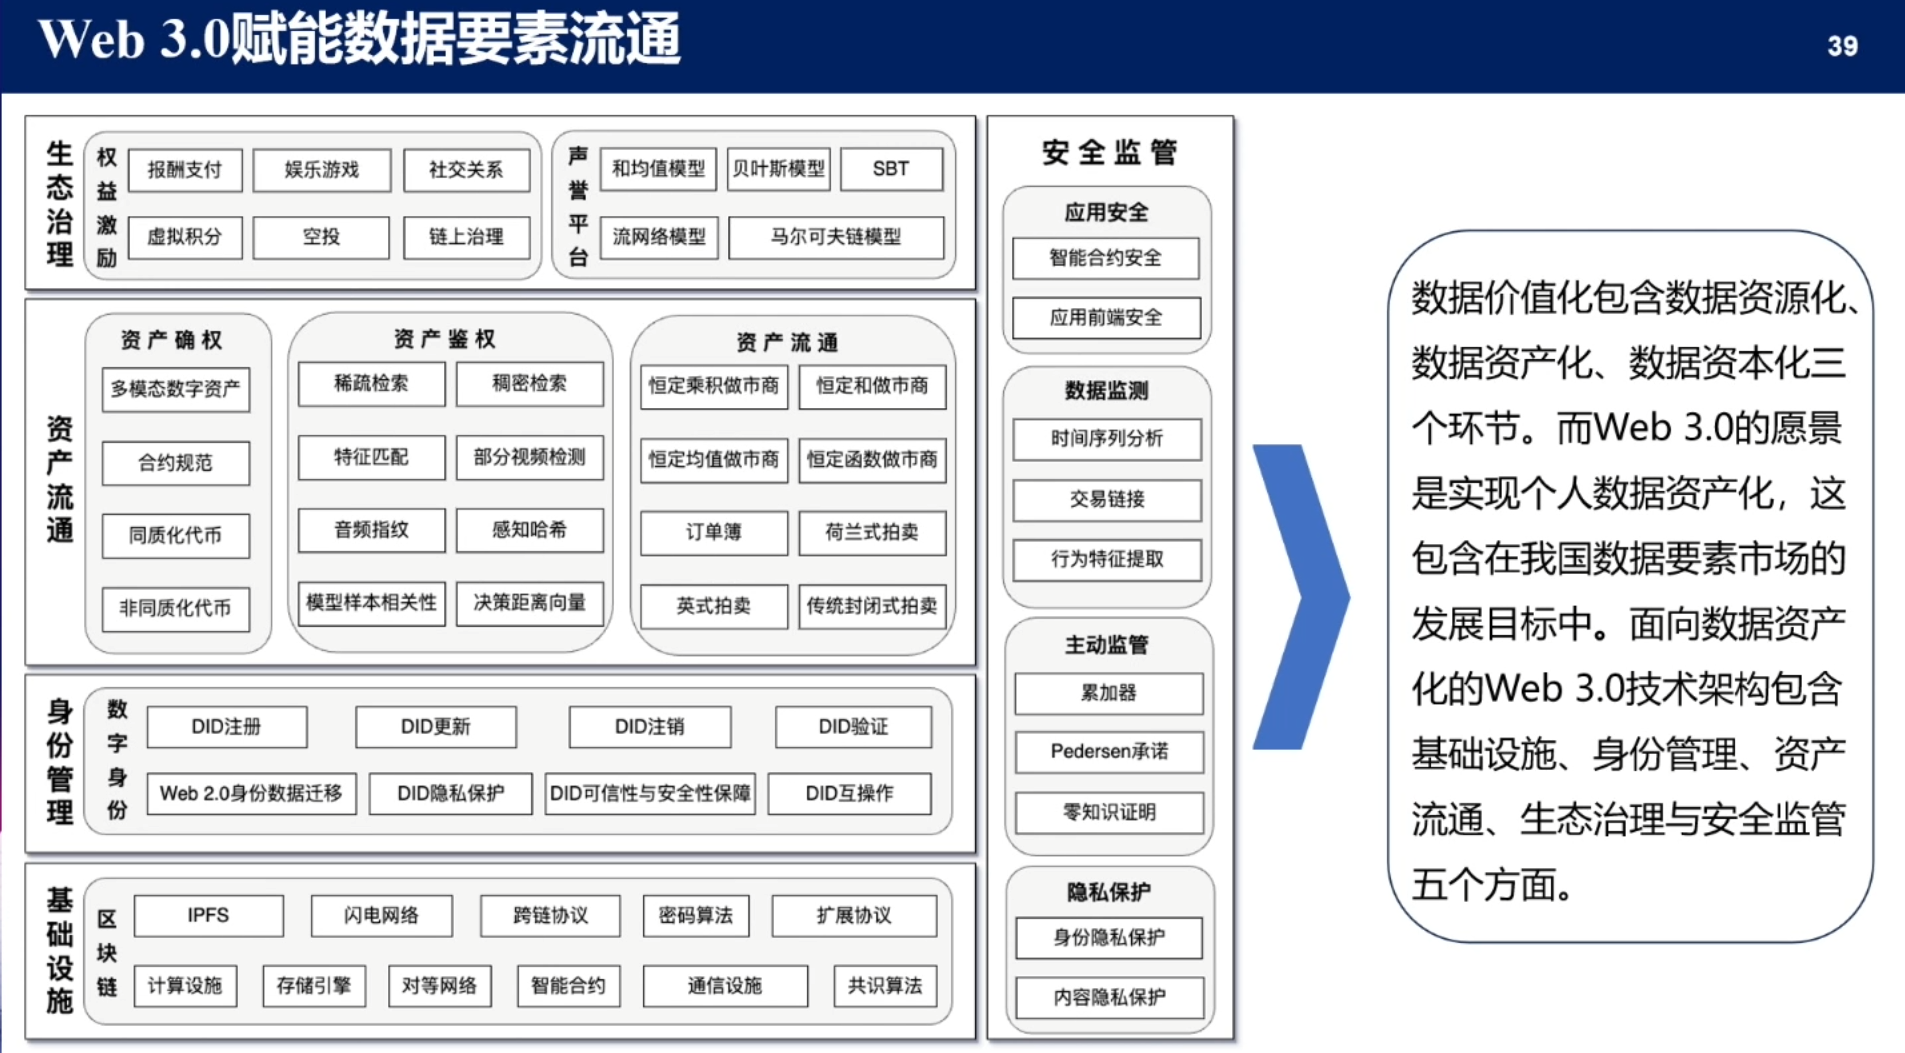 Web 3.0赋能数据要素流通
39
生态治理
权益激励
报酬支付
娱乐游戏
社交关系
虚拟积分
空投
链上治理
声誉平台
和均值模型
贝叶斯模型
SBT
流网络模型
马尔可夫链模型
资产流通
资产确权
多模态数字资产
合约规范
同质化代币
非同质化代币
资产鉴权
稀疏检索
稠密检索
特征匹配
部分视频检测
音频指纹
感知哈希
模型样本相关性
决策距离向量
资产流通
恒定乘积做市商
恒定和做市商
恒定均值做市商
恒定函数做市商
订单簿
荷兰式拍卖
英式拍卖
传统封闭式拍卖
身份管理
数字身份
DID注册
DID更新
DID注销
DID验证
Web 2.0身份数据迁移
DID隐私保护
DID可信性与安全性保障
DID互操作
基础设施
区块链
IPFS
闪电网络
跨链协议
密码算法
扩展协议
计算设施
存储引擎
对等网络
智能合约
通信设施
共识算法
安全监管
应用安全
智能合约安全
应用前端安全
数据监测
时间序列分析
交易链接
行为特征提取
主动监管
累加器
Pedersen承诺
零知识证明
隐私保护
身份隐私保护
内容隐私保护
数据价值化包含数据资源化、
数据资产化、数据资本化三
个环节。而Web 3.0的愿景
是实现个人数据资产化，这
包含在我国数据要素市场的
发展目标中。面向数据资产
化的Web 3.0技术架构包含
基础设施、身份管理、资产
流通、生态治理与安全监管
五个方面。